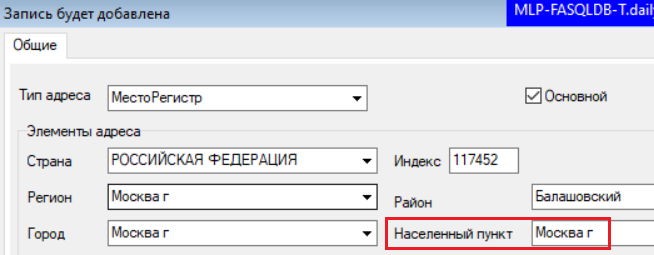 Запись будет добавлена MLP-FASQLDB-T.daily
Общие
Тип адреса МестоРегистр Основной
Элементы адреса
Страна РОССИЙСКАЯ ФЕДЕРАЦИЯ Индекс 117452
Регион Москва г Район Балашовский
Город Москва г Населенный пункт Москва г